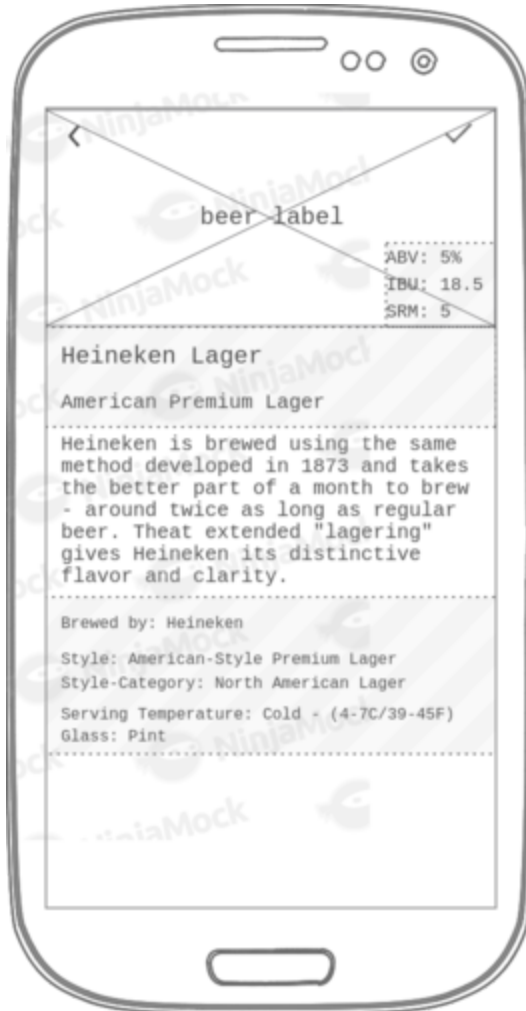 NinjaMock
beer label
ABV: 5%
IBU: 18.5
SRM: 5
Heineken Lager
American Premium Lager
Heineken is brewed using the same
method developed in 1873 and takes
the better part of a month to brew
- around twice as long as regular
beer. Theat extended "lagering"
gives Heineken its distinctive
flavor and clarity.
Brewed by: Heineken
Style: American-Style Premium Lager
Style-Category: North American Lager
Serving Temperature: Cold - (4-7C/39-45F)
Glass: Pint